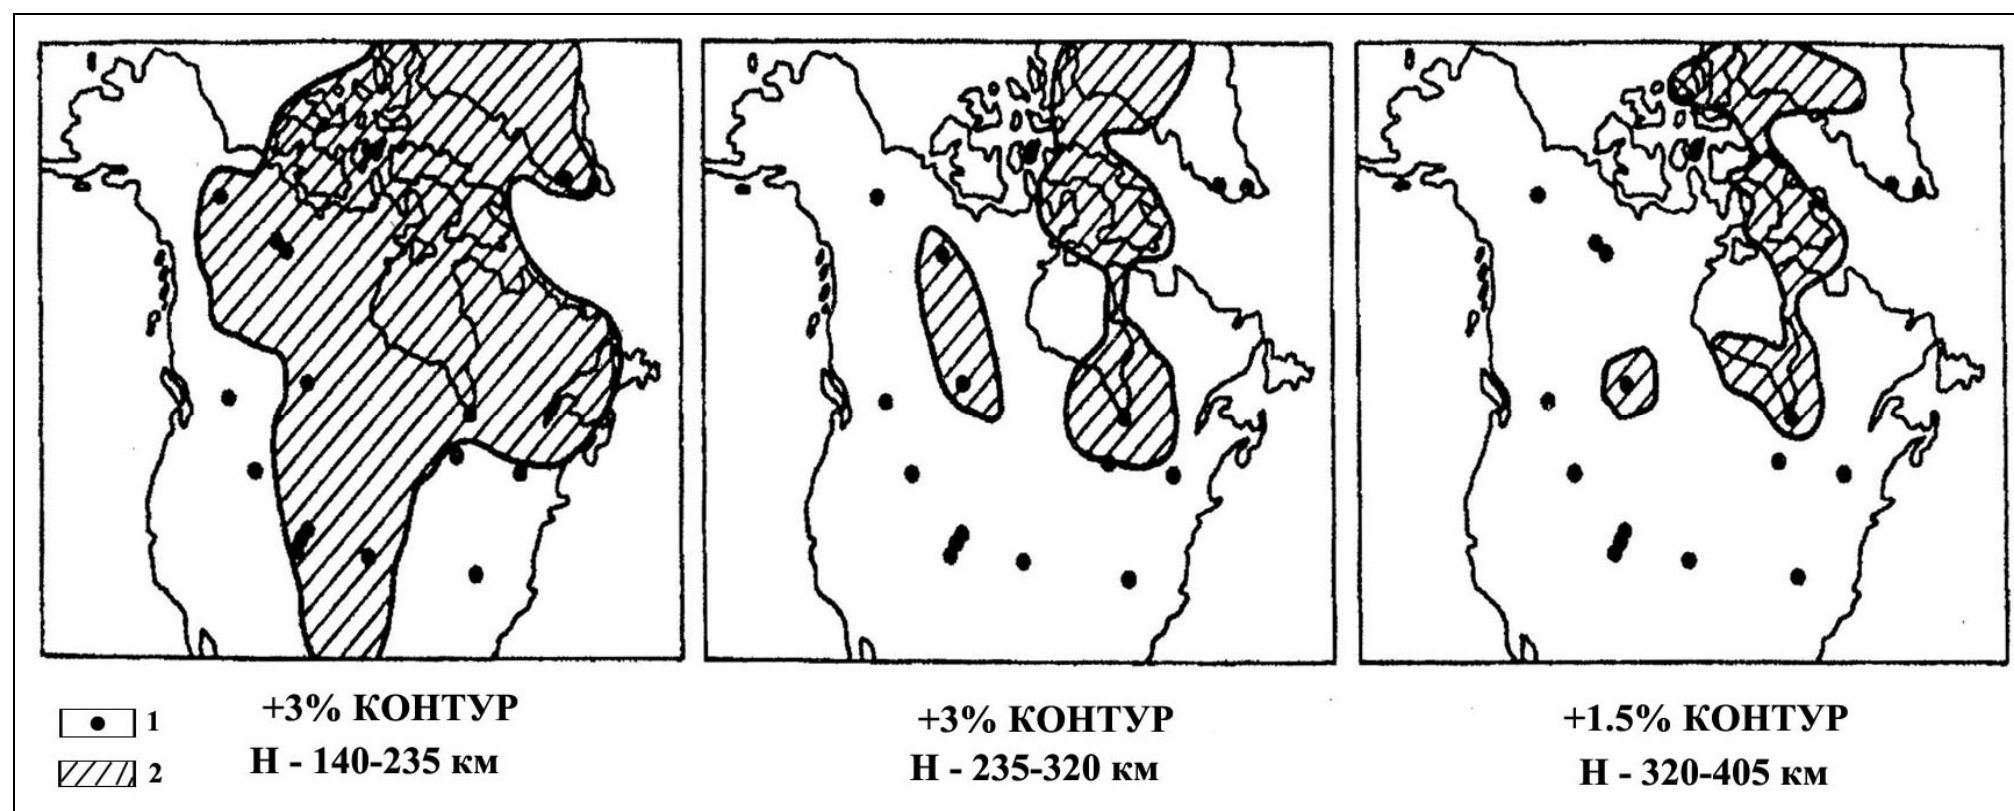 1
2
+3% КОНТУР
Н - 140-235 км
+3% КОНТУР
Н - 235-320 км
+1.5% КОНТУР
Н - 320-405 км